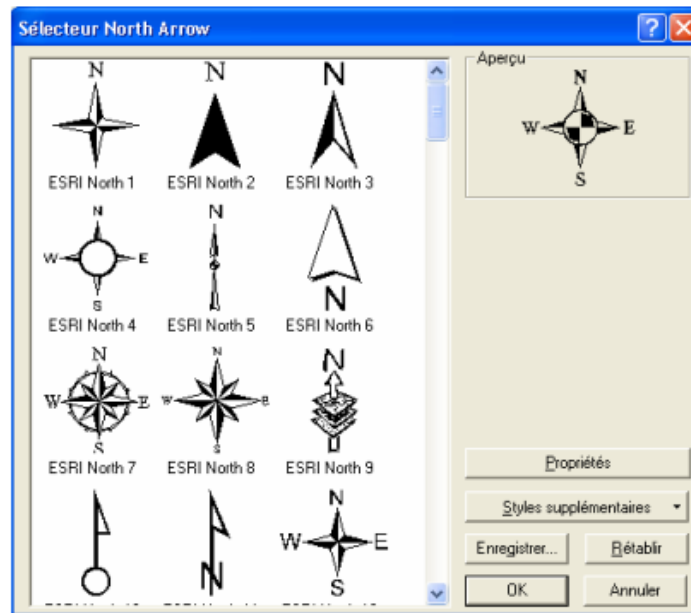 Sélecteur North Arrow
N N N
ESRI North 1 ESRI North 2 ESRI North 3
N N
W E
S N
ESRI North 4 ESRI North 5 ESRI North 6
N N N
W E W E
S S
ESRI North 7 ESRI North 8 ESRI North 9
N
W E
N S
Aperçu
N
W E
S
Propriétés
Styles supplémentaires
Enregistrer... Rétablir
OK Annuler